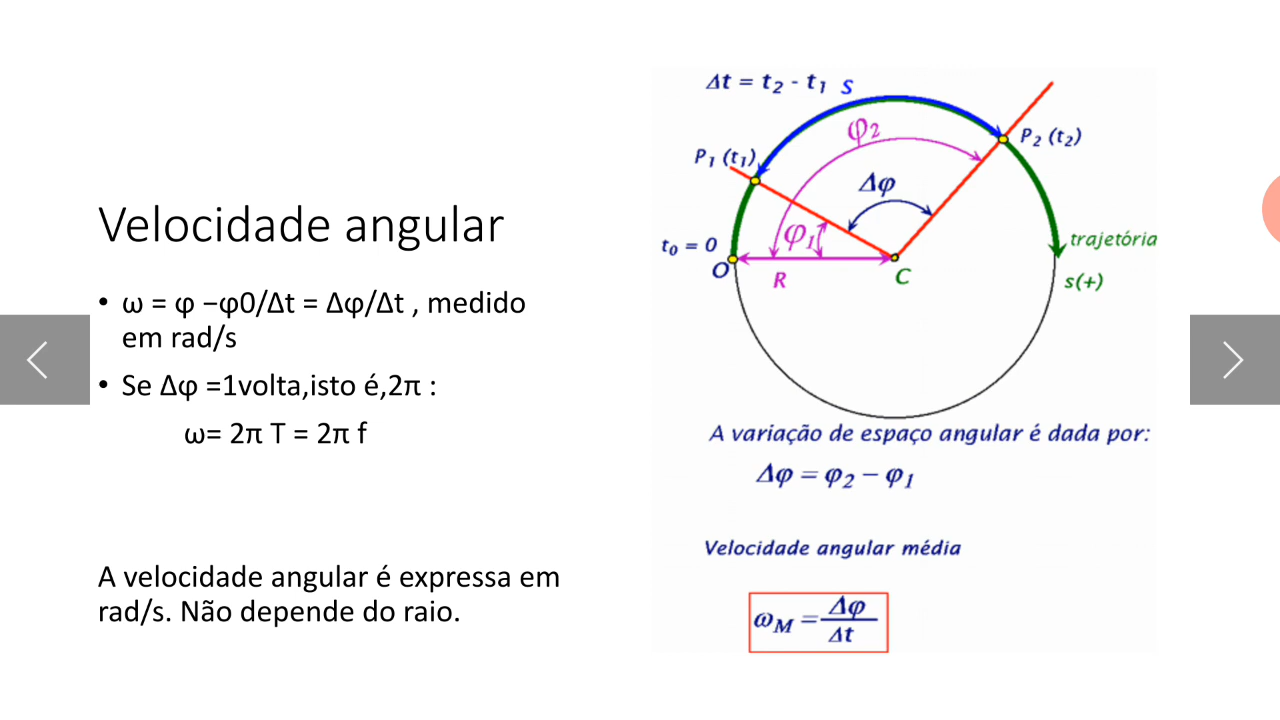 Velocidade angular
• ω = φ −φ0/Δt = Δφ/Δt , medido
em rad/s
• Se Δφ =1volta,isto é,2π :
ω= 2π T = 2π f
A velocidade angular é expressa em
rad/s. Não depende do raio.
Δt = t₂ - t₁ S
φ₂
P₂ (t₂)
P₁ (t₁)
Δφ
φ₁
t₀ = 0
trajetória
O
R
C
s(+)
A variação de espaço angular é dada por:
Δφ = φ₂ − φ₁
Velocidade angular média
ω_M = Δφ
Δt